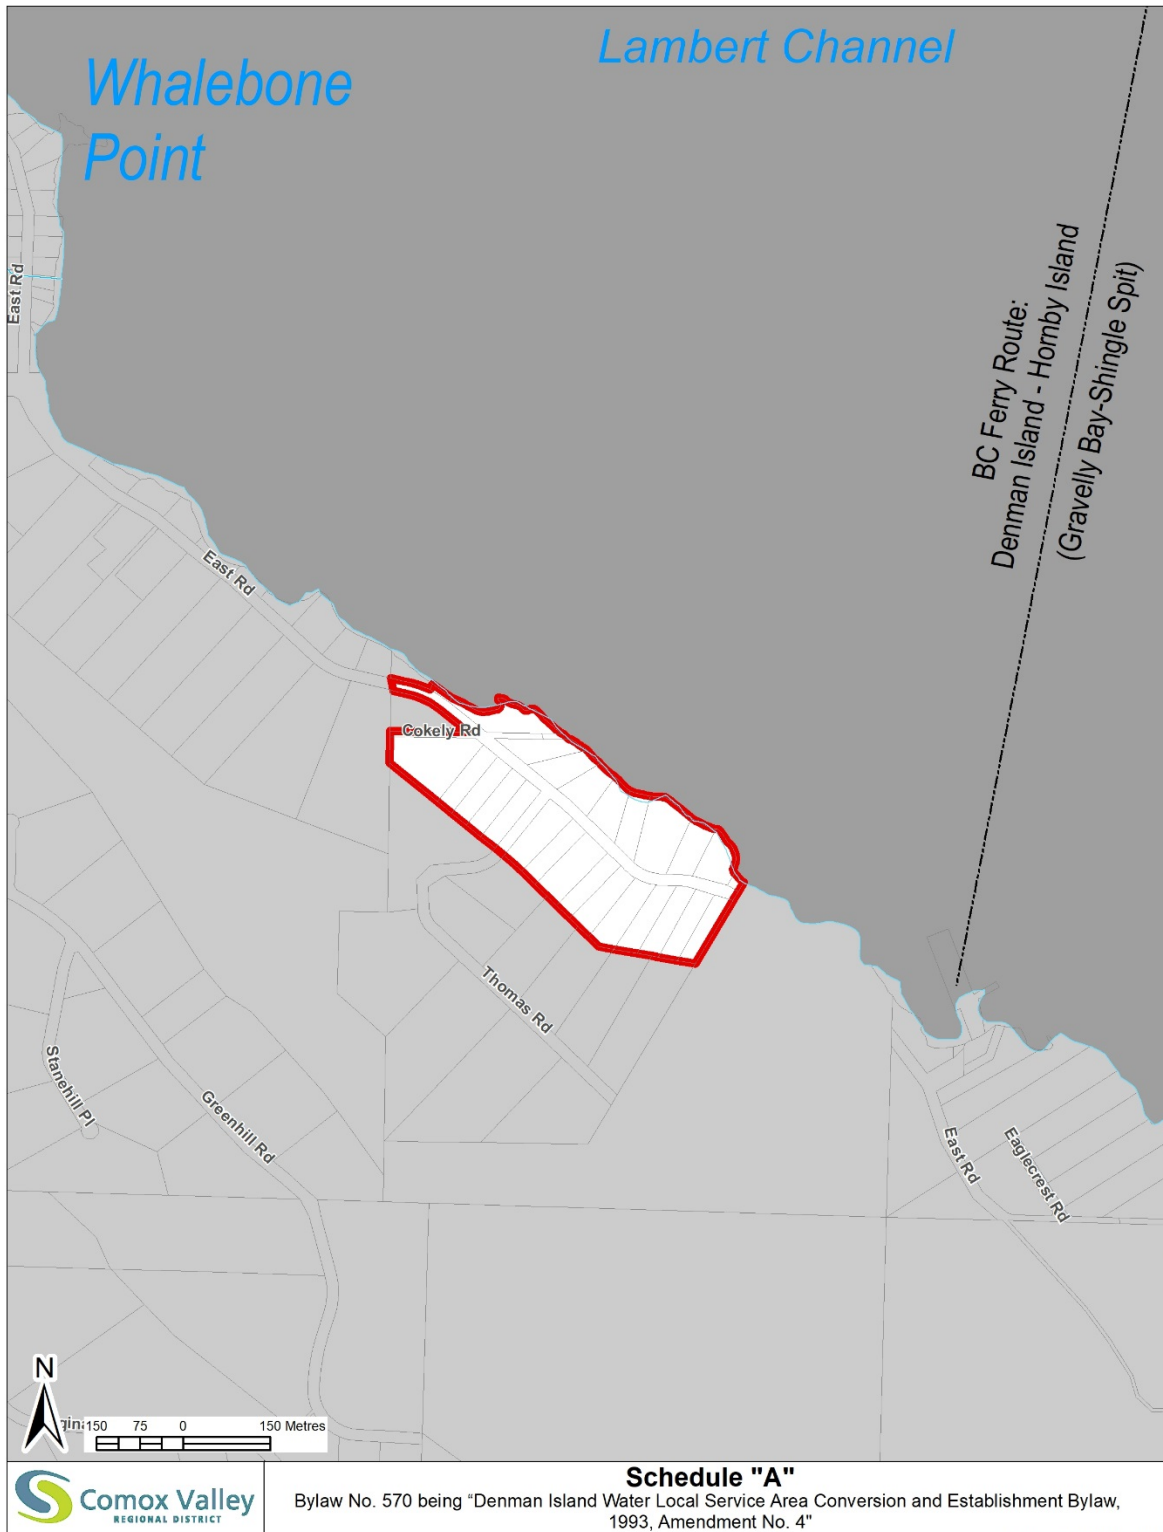 Lambert Channel
Whalebone
Point
East Rd
BC Ferry Route:
Denman Island - Hornby Island
(Gravelly Bay-Shingle Spit)
East Rd
Cokely Rd
Thomas Rd
Stanehill Pl
Greenhill Rd
East Rd
Eaglecrest Rd
N
150 75 0 150 Metres
Comox Valley
REGIONAL DISTRICT
Schedule "A"
Bylaw No. 570 being “Denman Island Water Local Service Area Conversion and Establishment Bylaw,
1993, Amendment No. 4"